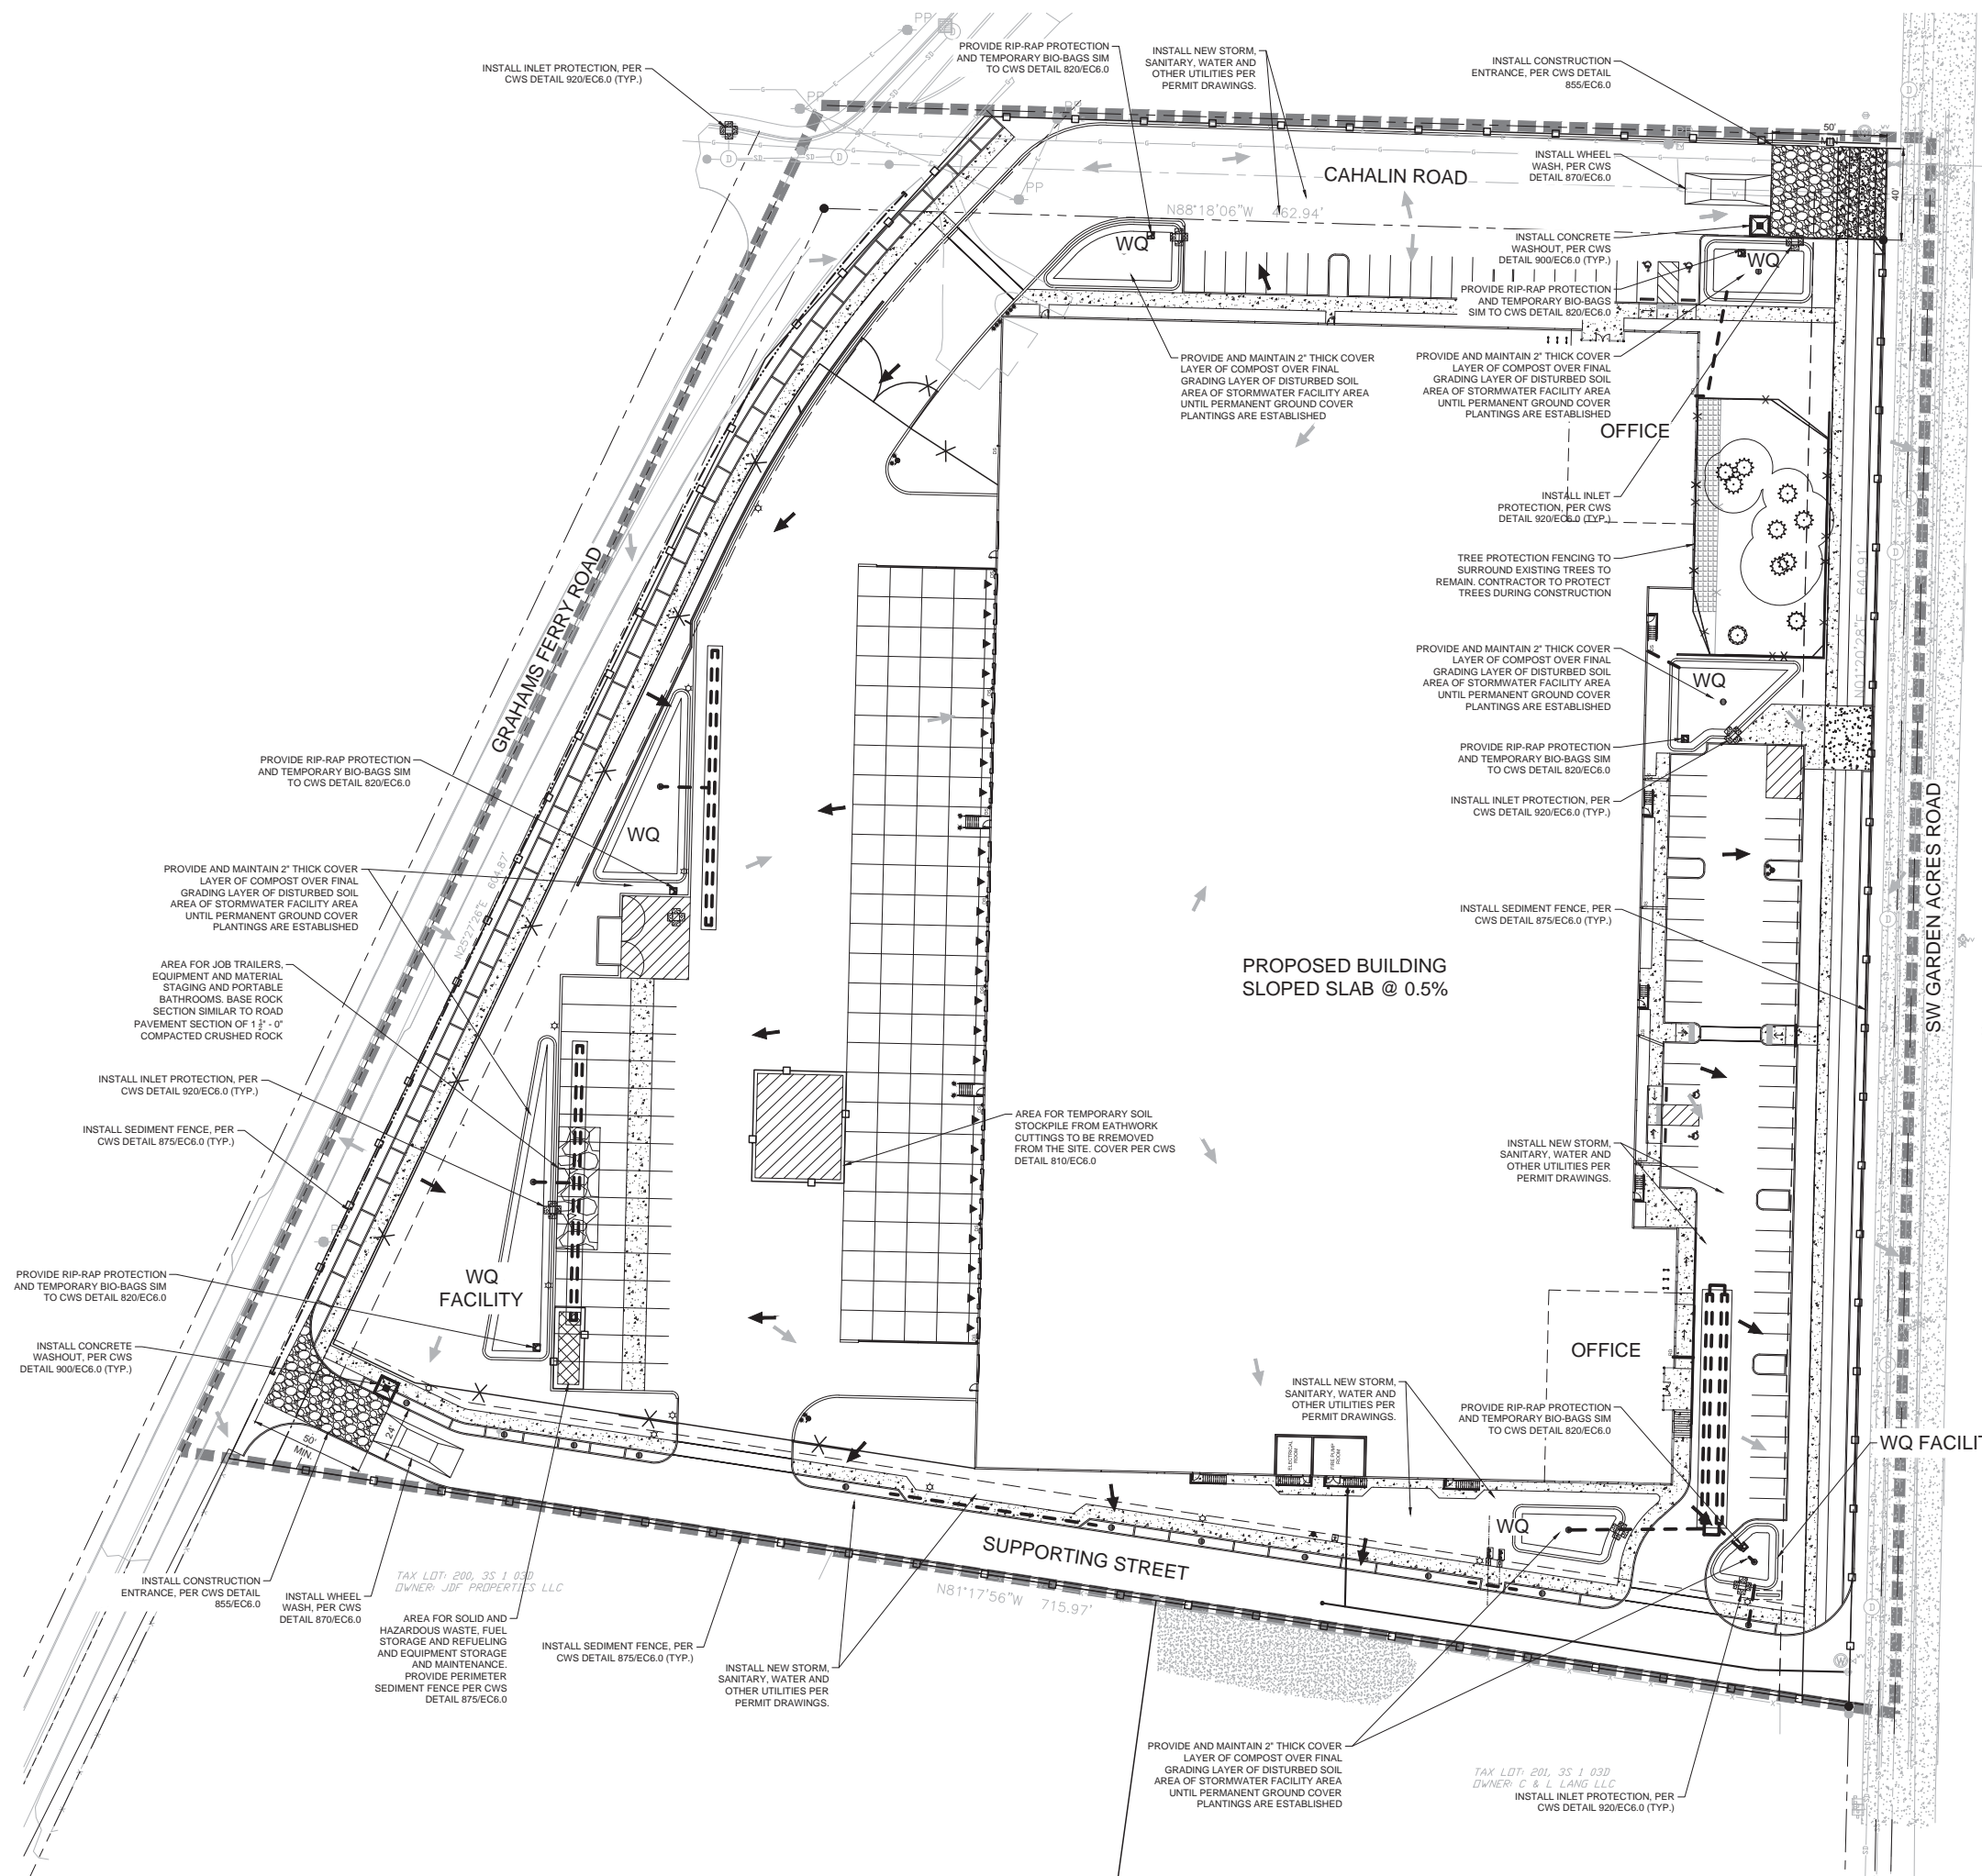 PP
INSTALL INLET PROTECTION, PER
CWS DETAIL 920/EC6.0 (TYP.)
PROVIDE RIP-RAP PROTECTION
AND TEMPORARY BIO-BAGS SIM
TO CWS DETAIL 820/EC6.0
INSTALL NEW STORM,
SANITARY, WATER AND
OTHER UTILITIES PER
PERMIT DRAWINGS.
INSTALL CONSTRUCTION
ENTRANCE, PER CWS DETAIL
855/EC6.0
50'
INSTALL WHEEL
WASH, PER CWS
DETAIL 870/EC6.0
40'
CAHALIN ROAD
PP
N88°18'06"W 462.94'
INSTALL CONCRETE
WASHOUT, PER CWS
DETAIL 900/EC6.0 (TYP.)
WQ
WQ
PROVIDE RIP-RAP PROTECTION
AND TEMPORARY BIO-BAGS
SIM TO CWS DETAIL 820/EC6.0
PROVIDE AND MAINTAIN 2" THICK COVER
LAYER OF COMPOST OVER FINAL
GRADING LAYER OF DISTURBED SOIL
AREA OF STORMWATER FACILITY AREA
UNTIL PERMANENT GROUND COVER
PLANTINGS ARE ESTABLISHED
PROVIDE AND MAINTAIN 2" THICK COVER
LAYER OF COMPOST OVER FINAL
GRADING LAYER OF DISTURBED SOIL
AREA OF STORMWATER FACILITY AREA
UNTIL PERMANENT GROUND COVER
PLANTINGS ARE ESTABLISHED
OFFICE
INSTALL INLET
PROTECTION, PER CWS
DETAIL 920/EC6.0 (TYP.)
TREE PROTECTION FENCING TO
SURROUND EXISTING TREES TO
REMAIN. CONTRACTOR TO PROTECT
TREES DURING CONSTRUCTION
GRAHAMS FERRY ROAD
N01°20'28"E 640.91'
PROVIDE AND MAINTAIN 2" THICK COVER
LAYER OF COMPOST OVER FINAL
GRADING LAYER OF DISTURBED SOIL
AREA OF STORMWATER FACILITY AREA
UNTIL PERMANENT GROUND COVER
PLANTINGS ARE ESTABLISHED
WQ
PROVIDE RIP-RAP PROTECTION
AND TEMPORARY BIO-BAGS SIM
TO CWS DETAIL 820/EC6.0
PROVIDE RIP-RAP PROTECTION
AND TEMPORARY BIO-BAGS SIM
TO CWS DETAIL 820/EC6.0
INSTALL INLET PROTECTION, PER
CWS DETAIL 920/EC6.0 (TYP.)
WQ
SW GARDEN ACRES ROAD
PROVIDE AND MAINTAIN 2" THICK COVER
LAYER OF COMPOST OVER FINAL
GRADING LAYER OF DISTURBED SOIL
AREA OF STORMWATER FACILITY AREA
UNTIL PERMANENT GROUND COVER
PLANTINGS ARE ESTABLISHED
N25°27'26"E 604.87'
INSTALL SEDIMENT FENCE, PER
CWS DETAIL 875/EC6.0 (TYP.)
AREA FOR JOB TRAILERS,
EQUIPMENT AND MATERIAL
STAGING AND PORTABLE
BATHROOMS. BASE ROCK
SECTION SIMILAR TO ROAD
PAVEMENT SECTION OF 1 1/2" - 0"
COMPACTED CRUSHED ROCK
PROPOSED BUILDING
SLOPED SLAB @ 0.5%
INSTALL INLET PROTECTION, PER
CWS DETAIL 920/EC6.0 (TYP.)
INSTALL SEDIMENT FENCE, PER
CWS DETAIL 875/EC6.0 (TYP.)
AREA FOR TEMPORARY SOIL
STOCKPILE FROM EATHWORK
CUTTINGS TO BE RREMOVED
FROM THE SITE. COVER PER CWS
DETAIL 810/EC6.0
INSTALL NEW STORM,
SANITARY, WATER AND
OTHER UTILITIES PER
PERMIT DRAWINGS.
PROVIDE RIP-RAP PROTECTION
AND TEMPORARY BIO-BAGS SIM
TO CWS DETAIL 820/EC6.0
WQ
FACILITY
INSTALL CONCRETE
WASHOUT, PER CWS
DETAIL 900/EC6.0 (TYP.)
OFFICE
INSTALL NEW STORM,
SANITARY, WATER AND
OTHER UTILITIES PER
PERMIT DRAWINGS.
PROVIDE RIP-RAP PROTECTION
AND TEMPORARY BIO-BAGS SIM
TO CWS DETAIL 820/EC6.0
WQ FACILIT
50'
MIN.
24'
ELECTRICAL
ROOM
FIRE PUMP
ROOM
WQ
SUPPORTING STREET
N81°17'56"W 715.97'
INSTALL CONSTRUCTION
ENTRANCE, PER CWS DETAIL
855/EC6.0
INSTALL WHEEL
WASH, PER CWS
DETAIL 870/EC6.0
TAX LOT: 200, 3S 1 03D
OWNER: JDF PROPERTIES LLC
AREA FOR SOLID AND
HAZARDOUS WASTE, FUEL
STORAGE AND REFUELING
AND EQUIPMENT STORAGE
AND MAINTENANCE.
PROVIDE PERIMETER
SEDIMENT FENCE PER CWS
DETAIL 875/EC6.0
INSTALL SEDIMENT FENCE, PER
CWS DETAIL 875/EC6.0 (TYP.)
INSTALL NEW STORM,
SANITARY, WATER AND
OTHER UTILITIES PER
PERMIT DRAWINGS.
PROVIDE AND MAINTAIN 2" THICK COVER
LAYER OF COMPOST OVER FINAL
GRADING LAYER OF DISTURBED SOIL
AREA OF STORMWATER FACILITY AREA
UNTIL PERMANENT GROUND COVER
PLANTINGS ARE ESTABLISHED
TAX LOT: 201, 3S 1 03D
OWNER: C & L LANG LLC
INSTALL INLET PROTECTION, PER
CWS DETAIL 920/EC6.0 (TYP.)